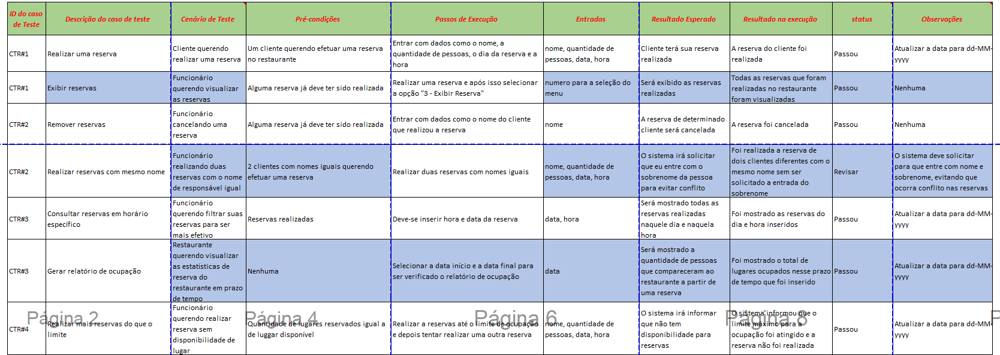 ID do caso
de Teste
Descrição do caso de teste
Cenário de Teste
Pré-condições
Passos de Execução
Entradas
Resultado Esperado
Resultado na execução
status
Observações
CTR#1
Realizar uma reserva
Cliente querendo
realizar uma reserva
Um cliente querendo efetuar uma reserva
no restaurante
Entrar com dados como o nome, a
quantidade de pessoas, o dia da reserva e a
hora
nome, quantidade de
pessoas, data, hora
Cliente terá sua reserva
realizada
A reserva do cliente foi
realizada
Passou
Atualizar a data para dd-MM-
yyyy
CTR#1
Exibir reservas
Funcionário
querendo visualizar
as reservas
Alguma reserva já deve ter sido realizada
Realizar uma reserva e após isso selecionar
a opção "3 - Exibir Reserva"
numero para a seleção do
menu
Será exibido as reservas
realizadas
Todas as reservas que foram
realizadas no restaurante
foram visualizadas
Passou
Nenhuma
CTR#2
Remover reservas
Funcionário
cancelando uma
reserva
Alguma reserva já deve ter sido realizada
Entrar com dados como o nome do cliente
que realizou a reserva
nome
A reserva de determinado
cliente será cancelada
A reserva foi cancelada
Passou
Nenhuma
CTR#2
Realizar reservas com mesmo nome
Funcionário
realizando duas
reservas com o nome
de responsável igual
2 clientes com nomes iguais querendo
efetuar uma reserva
Realizar duas reservas com nomes iguais
nome, quantidade de
pessoas, data, hora
O sistema irá solicitar
que eu entre com o
sobrenome da pessoa
para evitar conflito
Foi realizada a reserva de
dois clientes diferentes com o
mesmo nome sem ser
solicitado a entrada do
sobrenome
Revisar
O sistema deve solicitar
para que entre com nome e
sobrenome, evitando que
ocorra conflito nas reservas
CTR#3
Consultar reservas em horário
específico
Funcionário
querendo filtrar suas
reservas para ser
mais efetivo
Reservas realizadas
Deve-se inserir hora e data da reserva
data, hora
Será mostrado todas as
reservas realizadas
naquele dia e naquela
hora
Foi mostrado as reservas do
dia e hora inseridos
Passou
Atualizar a data para dd-MM-
yyyy
CTR#3
Gerar relatório de ocupação
Restaurante
querendo visualizar
as estatísticas de
reserva do
restaurante em prazo
de tempo
Nenhuma
Selecionar a data início e a data final para
ser verificado o relatório de ocupação
data
Será mostrado a
quantidade de pessoas
que compareceram ao
restaurante a partir de
uma reserva
Foi mostrado o total de
lugares ocupados nesse prazo
de tempo que foi inserido
Passou
Atualizar a data para dd-MM-
yyyy
CTR#4
Realizar mais reservas do que o
limite
Funcionário
querendo realizar
reserva sem
disponibilidade de
lugar
Quantidade de lugares reservados igual a
de luggar disponível
Realizar a reservas até o limite de ocupação
e depois tentar realizar uma outra reserva
nome, quantidade de
pessoas, data, hora
O sistema irá informar
que não tem
disponibilidade para
reservas
O sistema informou que o
limite máximo para a
ocupação foi atingido e a
reserva não foi realizada
Passou
Atualizar a data para dd-MM-
yyyy
Página 2
Página 4
Página 6
Página 8
P